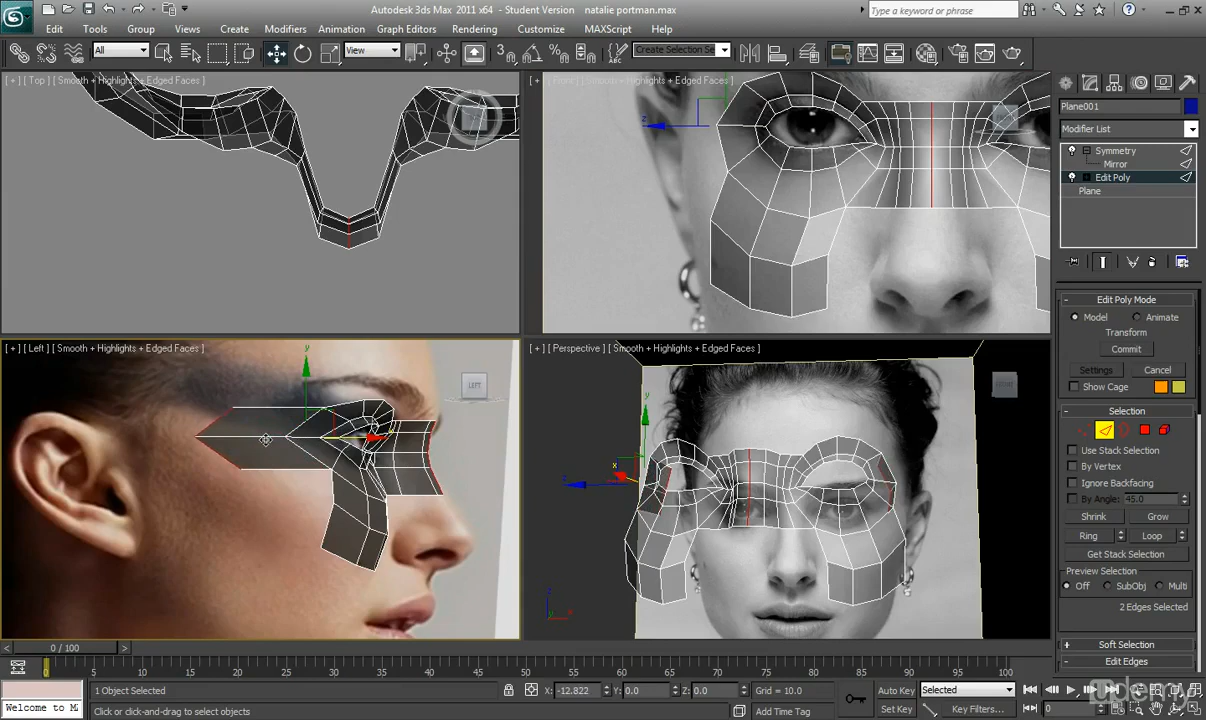 Autodesk 3ds Max 2011 x64 - Student Version natalie portman.max
Type a keyword or phrase
Edit Tools Group Views Create Modifiers Animation Graph Editors Rendering Customize MAXScript Help
All View Create Selection Se
[ + ] [ Top ] [ Smooth + Highlights + Edged Faces ]
[ + ] [ Front ] [ Smooth + Highlights + Edged Faces ]
z
Plane001
Modifier List
Symmetry
Mirror
Edit Poly
Plane
Edit Poly Mode
Model Animate
Transform
Commit
Settings Cancel
Show Cage
Selection
Use Stack Selection
By Vertex
Ignore Backfacing
By Angle: 45.0
Shrink Grow
Ring Loop
Get Stack Selection
Preview Selection
Off SubObj Multi
2 Edges Selected
Soft Selection
Edit Edges
[ + ] [ Left ] [ Smooth + Highlights + Edged Faces ]
y
LEFT
[ + ] [ Perspective ] [ Smooth + Highlights + Edged Faces ]
y
x
z
z
x
0 / 100
0 5 10 15 20 25 30 35 40 45 50 55 60 65 70 75 80 85 90 95 100
1 Object Selected X: -12.822 Y: 0.0 Z: 0.0 Grid = 10.0 Auto Key Selected
Welcome to M
Click or click-and-drag to select objects Add Time Tag Set Key Key Filters... 0
udemy